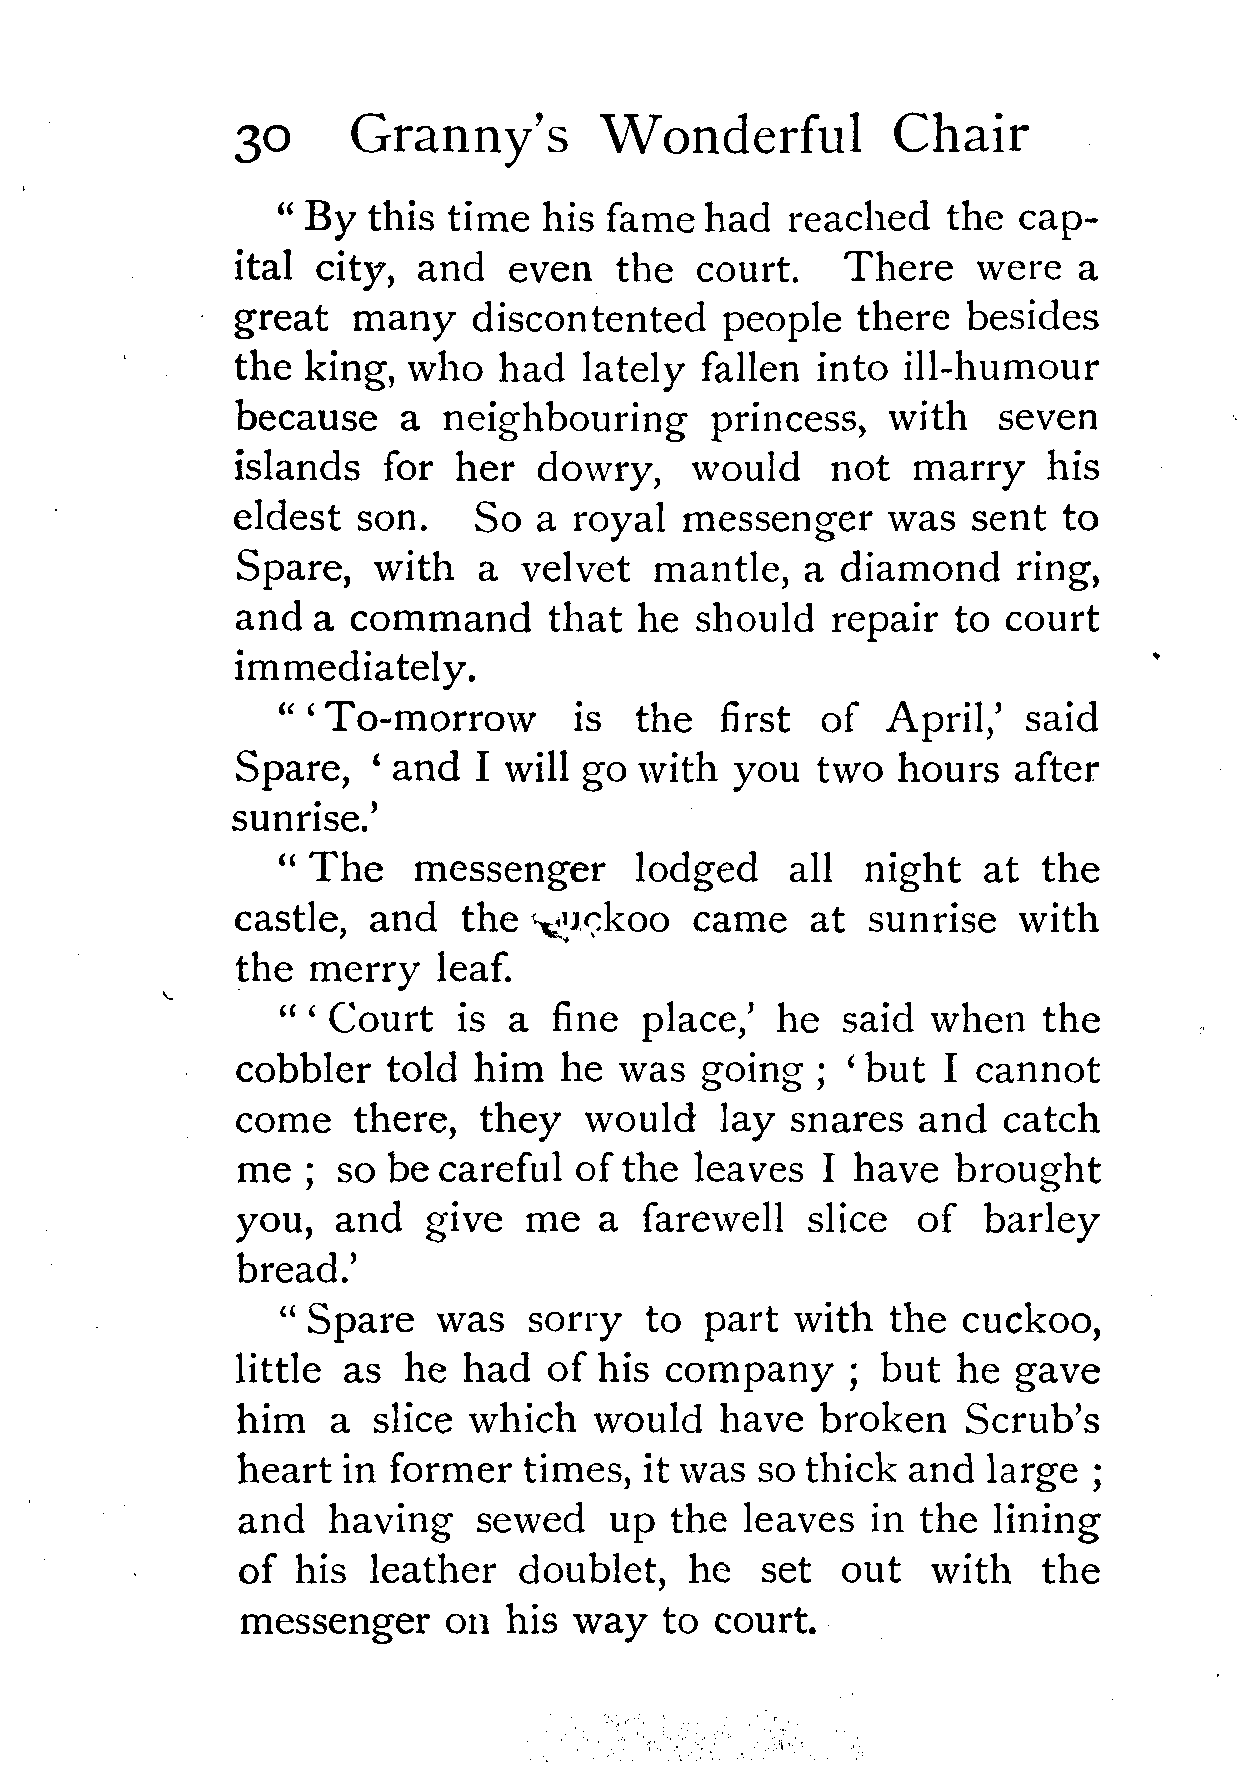 30 Granny's Wonderful Chair
" By this time his fame had reached the cap-
ital city, and even the court. There were a
great many discontented people there besides
the king, who had lately fallen into ill-humour
because a neighbouring princess, with seven
islands for her dowry, would not marry his
eldest son. So a royal messenger was sent to
Spare, with a velvet mantle, a diamond ring,
and a command that he should repair to court
immediately.
" ' To-morrow is the first of April,' said
Spare, ' and I will go with you two hours after
sunrise.'
" The messenger lodged all night at the
castle, and the cuckoo came at sunrise with
the merry leaf.
" ' Court is a fine place,' he said when the
cobbler told him he was going ; ' but I cannot
come there, they would lay snares and catch
me ; so be careful of the leaves I have brought
you, and give me a farewell slice of barley
bread.'
" Spare was sorry to part with the cuckoo,
little as he had of his company ; but he gave
him a slice which would have broken Scrub's
heart in former times, it was so thick and large ;
and having sewed up the leaves in the lining
of his leather doublet, he set out with the
messenger on his way to court.